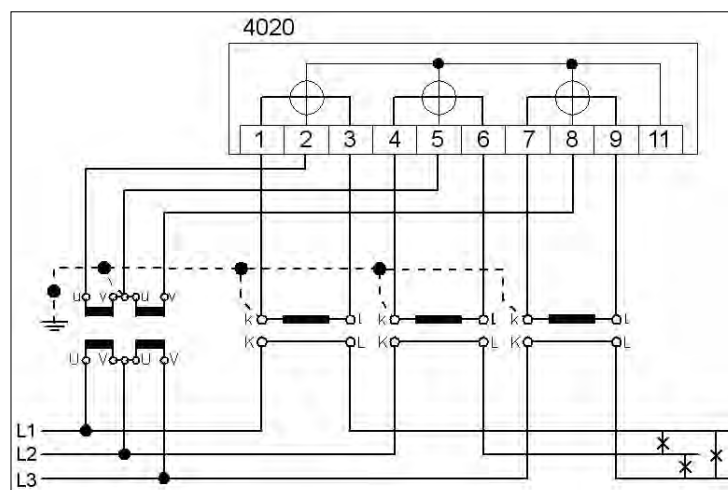 4020
1 2 3 4 5 6 7 8 9 11
u v u v k l k l k l
U V U V K L K L K L
L1
L2
L3